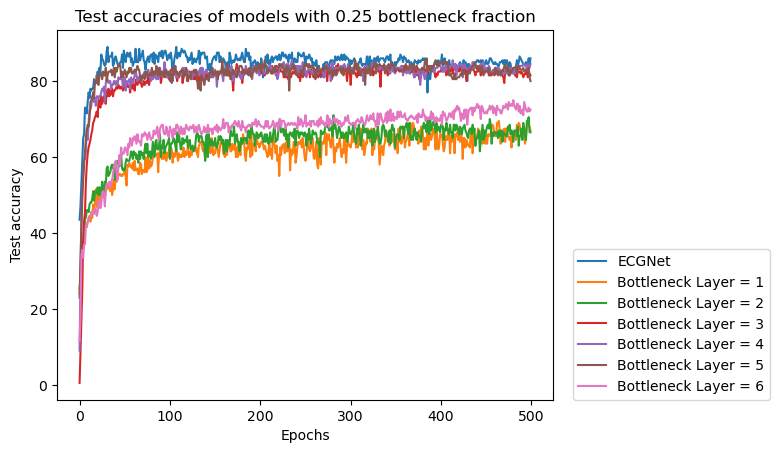 Test accuracies of models with 0.25 bottleneck fraction
Test accuracy
80
60
40
20
0
0 100 200 300 400 500
Epochs
ECGNet
Bottleneck Layer = 1
Bottleneck Layer = 2
Bottleneck Layer = 3
Bottleneck Layer = 4
Bottleneck Layer = 5
Bottleneck Layer = 6